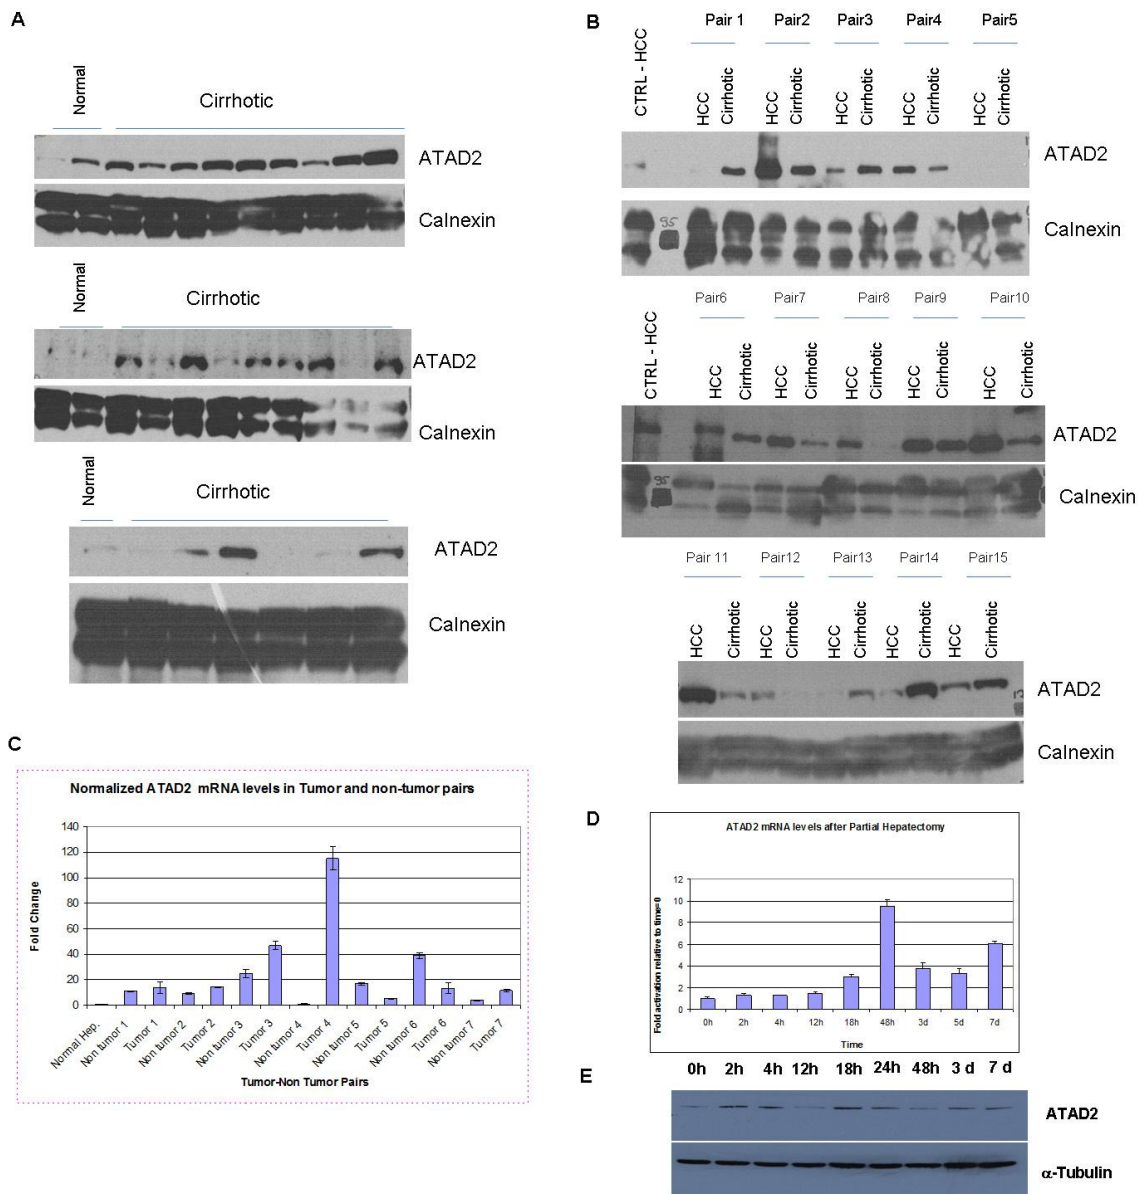 A
Normal
Cirrhotic
ATAD2
Calnexin
Normal
Cirrhotic
ATAD2
Calnexin
Normal
Cirrhotic
ATAD2
Calnexin
B
CTRL - HCC
Pair 1 Pair2 Pair3 Pair4 Pair5
HCC Cirrhotic HCC Cirrhotic HCC Cirrhotic HCC Cirrhotic HCC Cirrhotic
ATAD2
95
Calnexin
CTRL - HCC
Pair6 Pair7 Pair8 Pair9 Pair10
HCC Cirrhotic HCC Cirrhotic HCC Cirrhotic HCC Cirrhotic HCC Cirrhotic
ATAD2
95
Calnexin
Pair 11 Pair12 Pair13 Pair14 Pair15
HCC Cirrhotic HCC Cirrhotic HCC Cirrhotic HCC Cirrhotic HCC Cirrhotic
ATAD2
Calnexin
C
Normalized ATAD2 mRNA levels in Tumor and non-tumor pairs
Fold Change
140
120
100
80
60
40
20
0
Normal Hep. Non tumor 1 Tumor 1 Non tumor 2 Tumor 2 Non tumor 3 Tumor 3 Non tumor 4 Tumor 4 Non tumor 5 Tumor 5 Non tumor 6 Tumor 6 Non tumor 7 Tumor 7
Tumor-Non Tumor Pairs
D
ATAD2 mRNA levels after Partial Hepatectomy
Fold activation relative to time=0
12
10
8
6
4
2
0
0h 2h 4h 12h 18h 48h 3d 5d 7d
Time
E
0h 2h 4h 12h 18h 24h 48h 3 d 7 d
ATAD2
α-Tubulin